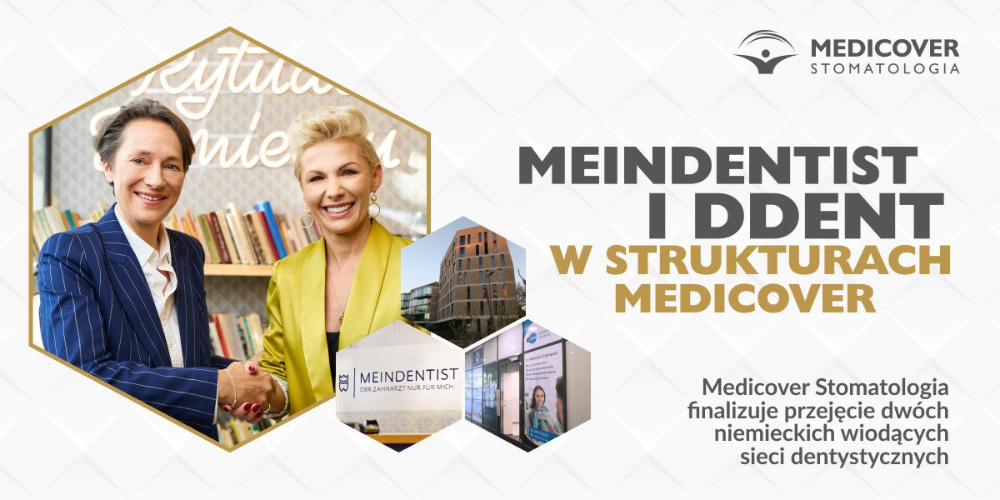 MEDICOVER
STOMATOLOGIA
MEINDENTIST
I DDENT
W STRUKTURACH
MEDICOVER
MEINDENTIST
DER ZAHNARZT NUR FÜR MICH
Medicover Stomatologia
finalizuje przejęcie dwóch
niemieckich wiodących
sieci dentystycznych